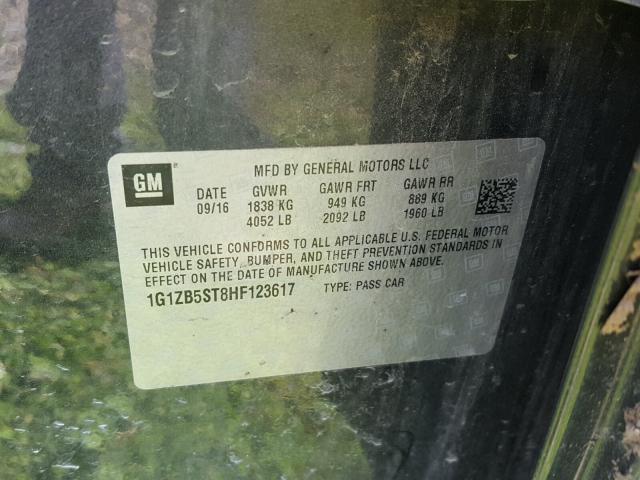 GM
MFD BY GENERAL MOTORS LLC
DATE GVWR GAWR FRT GAWR RR
09/16 1838 KG 949 KG 889 KG
4052 LB 2092 LB 1960 LB
THIS VEHICLE CONFORMS TO ALL APPLICABLE U.S. FEDERAL MOTOR
VEHICLE SAFETY, BUMPER, AND THEFT PREVENTION STANDARDS IN
EFFECT ON THE DATE OF MANUFACTURE SHOWN ABOVE.
1G1ZB5ST8HF123617 TYPE: PASS CAR